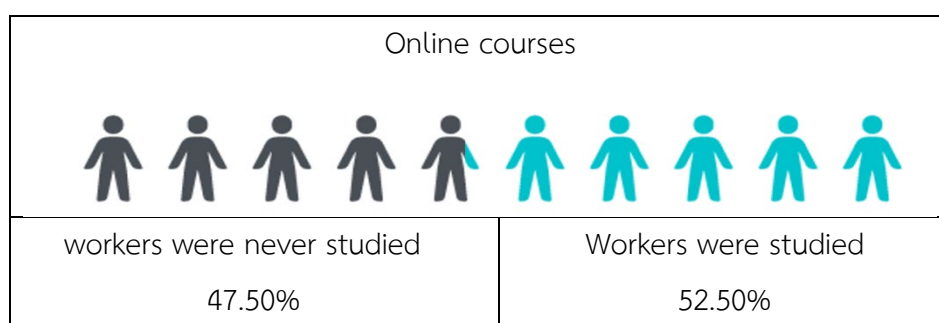 Online courses
workers were never studied
47.50%
Workers were studied
52.50%